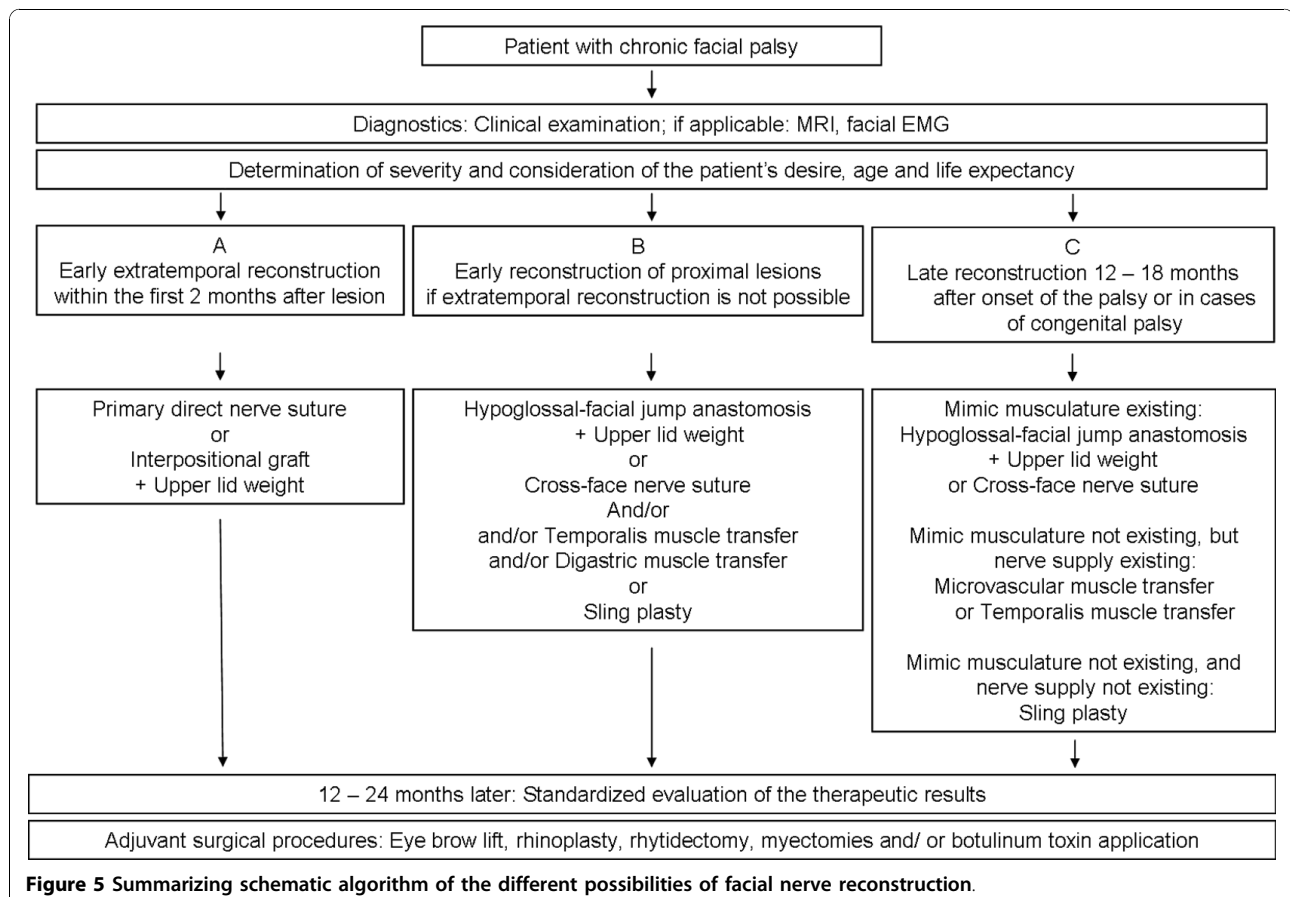 Patient with chronic facial palsy
Diagnostics: Clinical examination; if applicable: MRI, facial EMG
Determination of severity and consideration of the patient's desire, age and life expectancy
A
Early extratemporal reconstruction
within the first 2 months after lesion
B
Early reconstruction of proximal lesions
if extratemporal reconstruction is not possible
C
Late reconstruction 12 – 18 months
after onset of the palsy or in cases
of congenital palsy
Primary direct nerve suture
or
Interpositional graft
+ Upper lid weight
Hypoglossal-facial jump anastomosis
+ Upper lid weight
or
Cross-face nerve suture
And/or
and/or Temporalis muscle transfer
and/or Digastric muscle transfer
or
Sling plasty
Mimic musculature existing:
Hypoglossal-facial jump anastomosis
+ Upper lid weight
or Cross-face nerve suture
Mimic musculature not existing, but
nerve supply existing:
Microvascular muscle transfer
or Temporalis muscle transfer
Mimic musculature not existing, and
nerve supply not existing:
Sling plasty
12 – 24 months later: Standardized evaluation of the therapeutic results
Adjuvant surgical procedures: Eye brow lift, rhinoplasty, rhytidectomy, myectomies and/ or botulinum toxin application
Figure 5 Summarizing schematic algorithm of the different possibilities of facial nerve reconstruction.